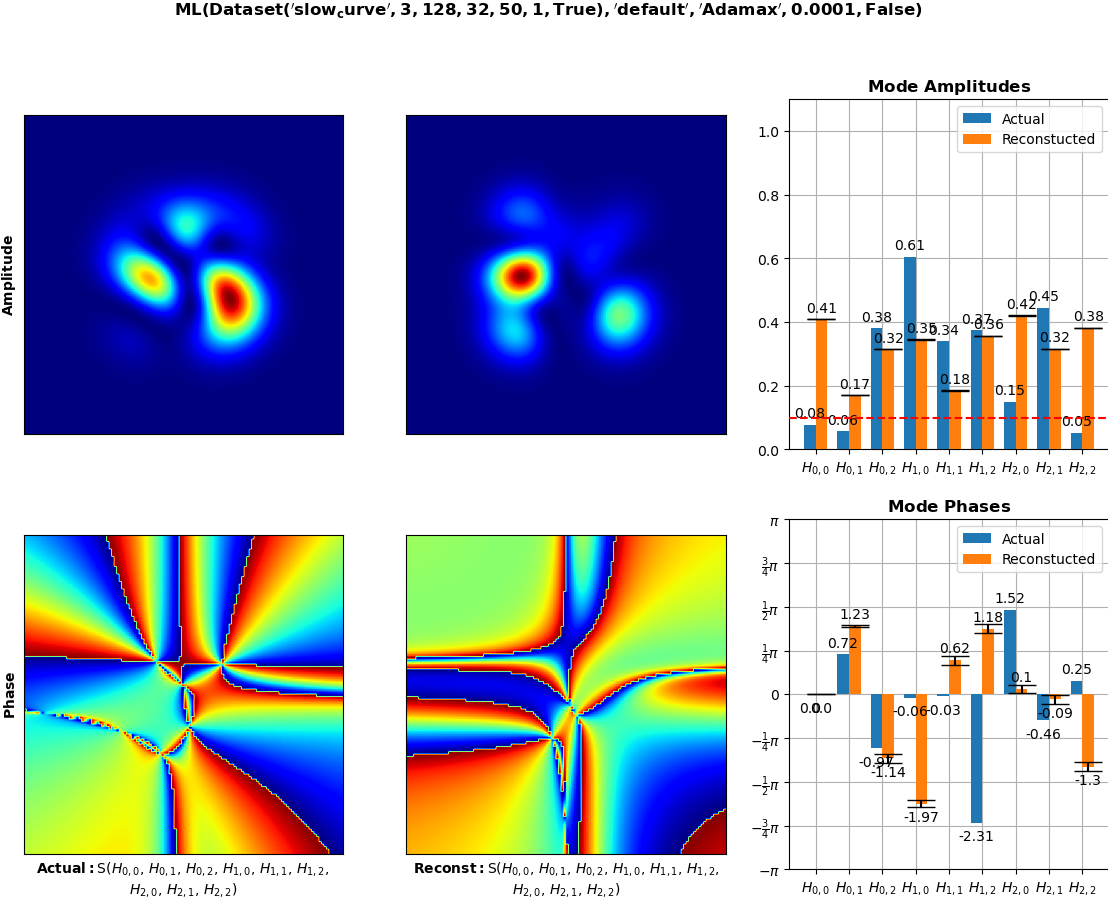 ML(Dataset('slow_curve', 3, 128, 32, 50, 1, True), 'default', 'Adamax', 0.0001, False)
Amplitude
Mode Amplitudes
Actual
Reconstucted
1.0
0.8
0.6
0.4
0.2
0.0
0.08
0.41
0.06
0.17
0.38
0.32
0.61
0.35
0.34
0.18
0.37
0.36
0.15
0.42
0.45
0.32
0.05
0.38
H0,0 H0,1 H0,2 H1,0 H1,1 H1,2 H2,0 H2,1 H2,2
Phase
Actual: S(H0,0, H0,1, H0,2, H1,0, H1,1, H1,2,
H2,0, H2,1, H2,2)
Reconst: S(H0,0, H0,1, H0,2, H1,0, H1,1, H1,2,
H2,0, H2,1, H2,2)
Mode Phases
Actual
Reconstucted
π
3/4π
1/2π
1/4π
0
−1/4π
−1/2π
−3/4π
−π
0.0
0.0
0.72
1.23
-0.97
-1.14
-0.06
-1.97
-0.03
0.62
-2.31
1.18
1.52
0.1
-0.46
-0.09
0.25
-1.3
H0,0 H0,1 H0,2 H1,0 H1,1 H1,2 H2,0 H2,1 H2,2